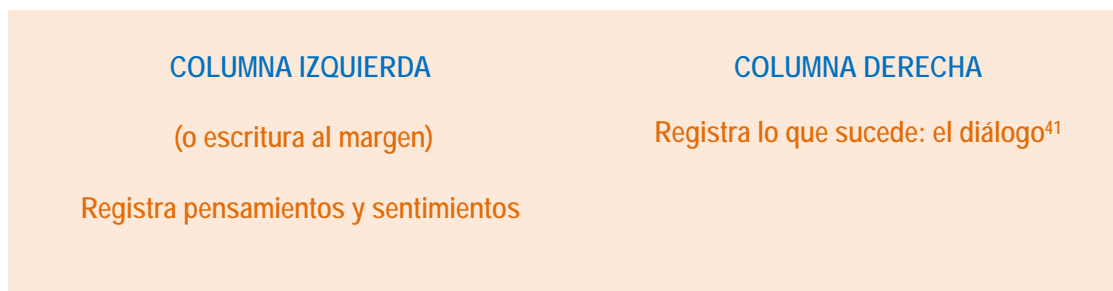 COLUMNA IZQUIERDA
(o escritura al margen)
Registra pensamientos y sentimientos
COLUMNA DERECHA
Registra lo que sucede: el diálogo41